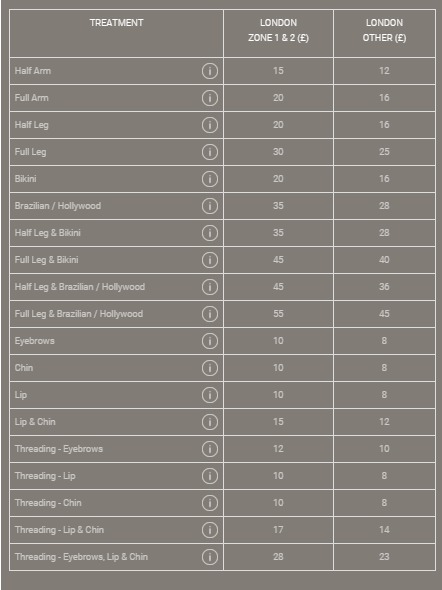 TREATMENT LONDON ZONE 1 & 2 (£) LONDON OTHER (£)
Half Arm i 15 12
Full Arm i 20 16
Half Leg i 20 16
Full Leg i 30 25
Bikini i 20 16
Brazilian / Hollywood i 35 28
Half Leg & Bikini i 35 28
Full Leg & Bikini i 45 40
Half Leg & Brazilian / Hollywood i 45 36
Full Leg & Brazilian / Hollywood i 55 45
Eyebrows i 10 8
Chin i 10 8
Lip i 10 8
Lip & Chin i 15 12
Threading - Eyebrows i 12 10
Threading - Lip i 10 8
Threading - Chin i 10 8
Threading - Lip & Chin i 17 14
Threading - Eyebrows, Lip & Chin i 28 23